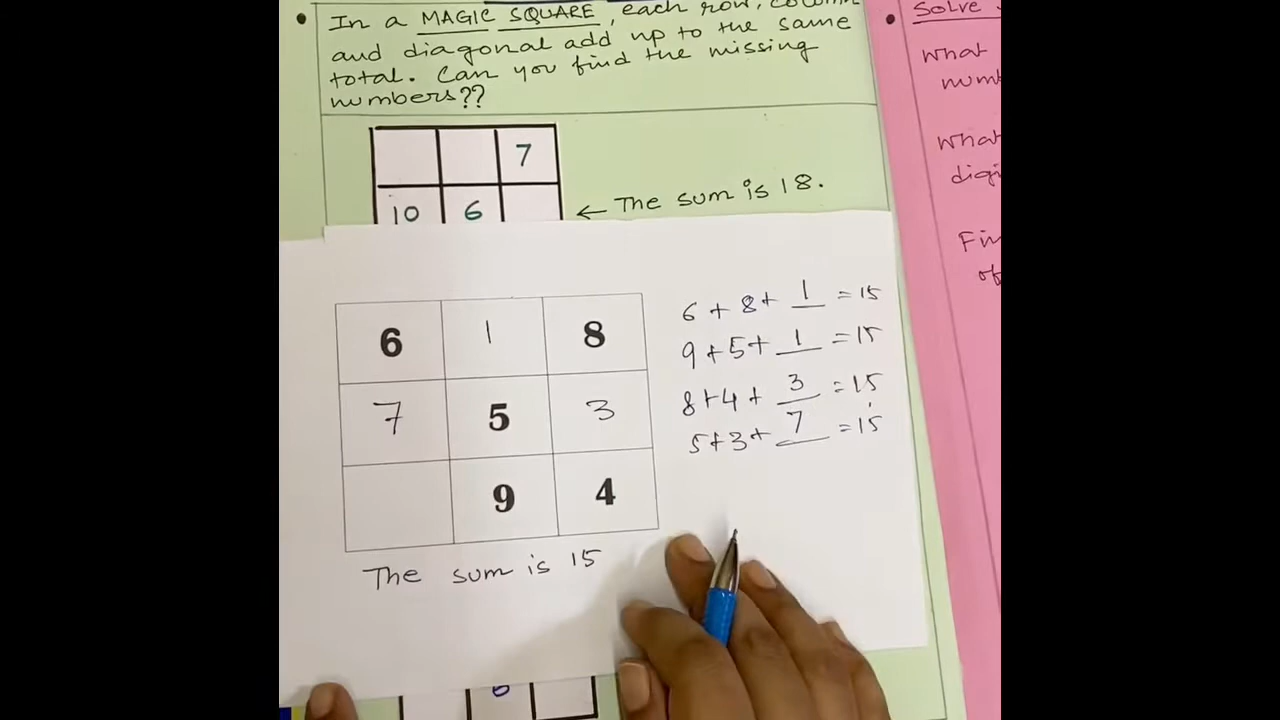 In a MAGIC SQUARE, each row, column
and diagonal add up to the same
total. Can you find the missing
numbers??
7
10 6
← The sum is 18.
6 1 8
7 5 3
9 4
The sum is 15
6 + 8 + 1 = 15
9 + 5 + 1 = 15
8 + 4 + 3 = 15
5 + 3 + 7 = 15
Solve
What
numb
What
digi
Fin
of